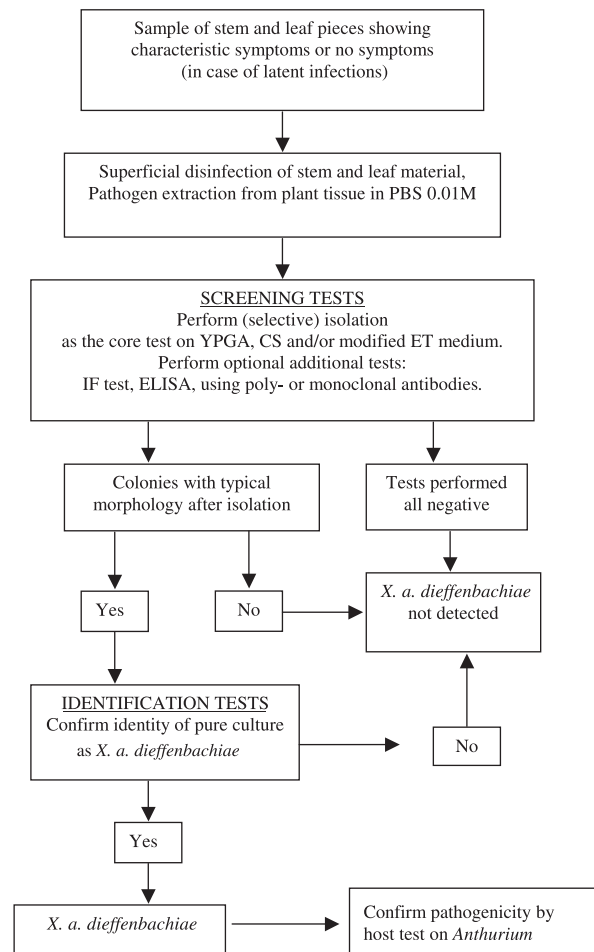 Sample of stem and leaf pieces showing
characteristic symptoms or no symptoms
(in case of latent infections)
Superficial disinfection of stem and leaf material,
Pathogen extraction from plant tissue in PBS 0.01M
SCREENING TESTS
Perform (selective) isolation
as the core test on YPGA, CS and/or modified ET medium.
Perform optional additional tests:
IF test, ELISA, using poly- or monoclonal antibodies.
Colonies with typical
morphology after isolation
Tests performed
all negative
Yes
No
X. a. dieffenbachiae
not detected
IDENTIFICATION TESTS
Confirm identity of pure culture
as X. a. dieffenbachiae
No
Yes
X. a. dieffenbachiae
Confirm pathogenicity by
host test on Anthurium